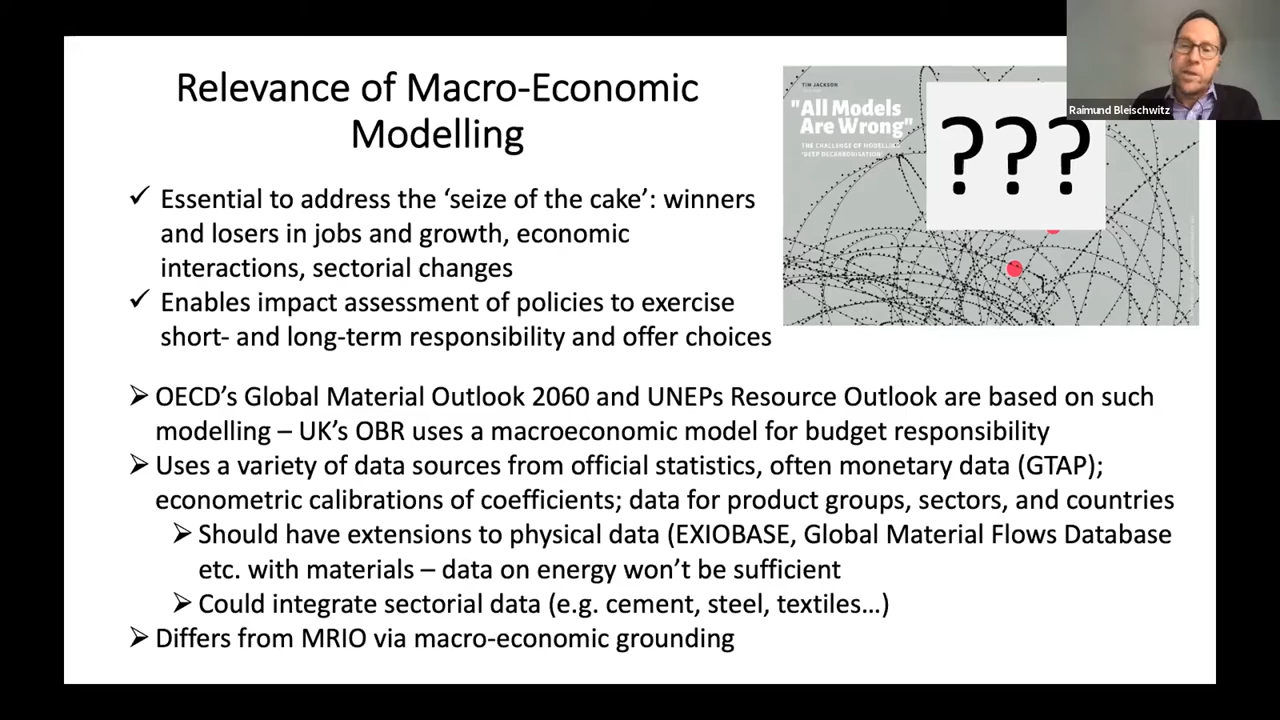 Relevance of Macro-Economic
Modelling
✓ Essential to address the ‘seize of the cake’: winners
and losers in jobs and growth, economic
interactions, sectorial changes
✓ Enables impact assessment of policies to exercise
short- and long-term responsibility and offer choices
➢ OECD’s Global Material Outlook 2060 and UNEPs Resource Outlook are based on such
modelling – UK’s OBR uses a macroeconomic model for budget responsibility
➢ Uses a variety of data sources from official statistics, often monetary data (GTAP);
econometric calibrations of coefficients; data for product groups, sectors, and countries
➢ Should have extensions to physical data (EXIOBASE, Global Material Flows Database
etc. with materials – data on energy won’t be sufficient
➢ Could integrate sectorial data (e.g. cement, steel, textiles…)
➢ Differs from MRIO via macro-economic grounding
TIM JACKSON
"All Models
Are Wrong"
THE CHALLENGE OF MODELLING
'DEEP DECARBONISATION'
???
Raimund Bleischwitz